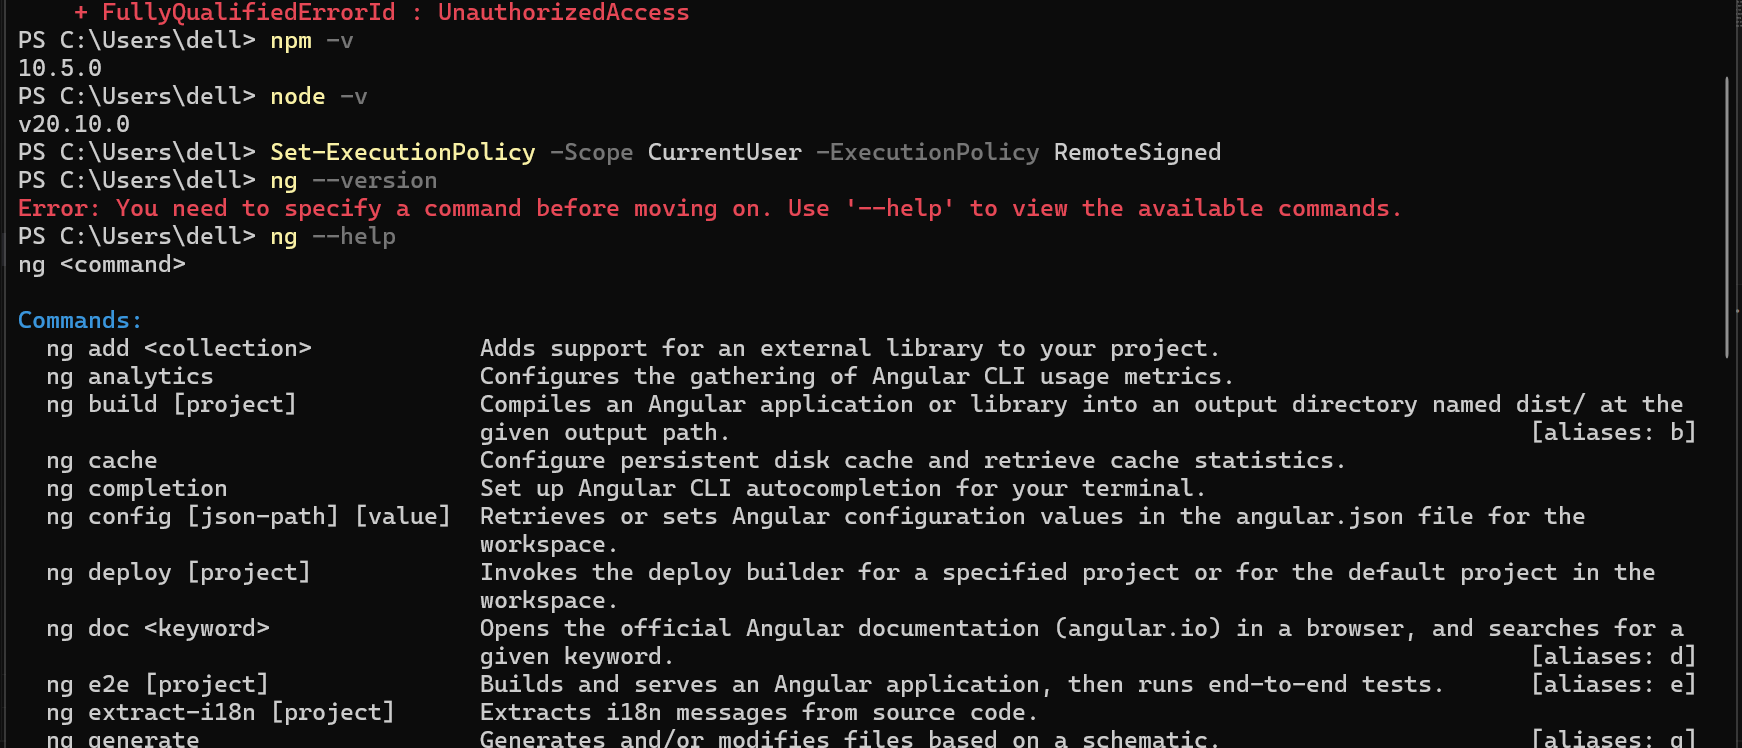 + FullyQualifiedErrorId : UnauthorizedAccess
PS C:\Users\dell> npm -v
10.5.0
PS C:\Users\dell> node -v
v20.10.0
PS C:\Users\dell> Set-ExecutionPolicy -Scope CurrentUser -ExecutionPolicy RemoteSigned
PS C:\Users\dell> ng --version
Error: You need to specify a command before moving on. Use '--help' to view the available commands.
PS C:\Users\dell> ng --help
ng <command>
Commands:
ng add <collection> Adds support for an external library to your project.
ng analytics Configures the gathering of Angular CLI usage metrics.
ng build [project] Compiles an Angular application or library into an output directory named dist/ at the
given output path. [aliases: b]
ng cache Configure persistent disk cache and retrieve cache statistics.
ng completion Set up Angular CLI autocompletion for your terminal.
ng config [json-path] [value] Retrieves or sets Angular configuration values in the angular.json file for the
workspace.
ng deploy [project] Invokes the deploy builder for a specified project or for the default project in the
workspace.
ng doc <keyword> Opens the official Angular documentation (angular.io) in a browser, and searches for a
given keyword. [aliases: d]
ng e2e [project] Builds and serves an Angular application, then runs end-to-end tests. [aliases: e]
ng extract-i18n [project] Extracts i18n messages from source code.
ng generate Generates and/or modifies files based on a schematic. [aliases: g]